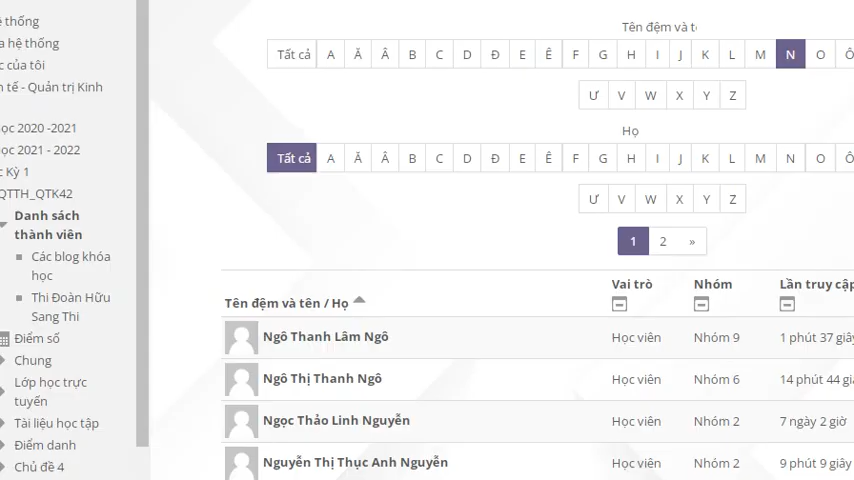 ệ thống
a hệ thống
c của tôi
n tế - Quản trị Kinh
ọc 2020 -2021
ọc 2021 - 2022
c Kỳ 1
QTTH_QTK42
Danh sách
thành viên
Các blog khóa
học
Thi Đoàn Hữu
Sang Thi
Điểm số
Chung
Lớp học trực
tuyến
Tài liệu học tập
Điểm danh
Chủ đề 4
Tên đệm và tê
Tất cả A Ă Â B C D Đ E Ê F G H I J K L M N O Ô
Ư V W X Y Z
Họ
Tất cả A Ă Â B C D Đ E Ê F G H I J K L M N O Ô
Ư V W X Y Z
1 2 »
Tên đệm và tên / Họ Vai trò Nhóm Lần truy cập
Ngô Thanh Lâm Ngô Học viên Nhóm 9 1 phút 37 giâ
Ngô Thị Thanh Ngô Học viên Nhóm 6 14 phút 44 giâ
Ngọc Thảo Linh Nguyễn Học viên Nhóm 2 7 ngày 2 giờ
Nguyễn Thị Thục Anh Nguyễn Học viên Nhóm 2 9 phút 9 giây